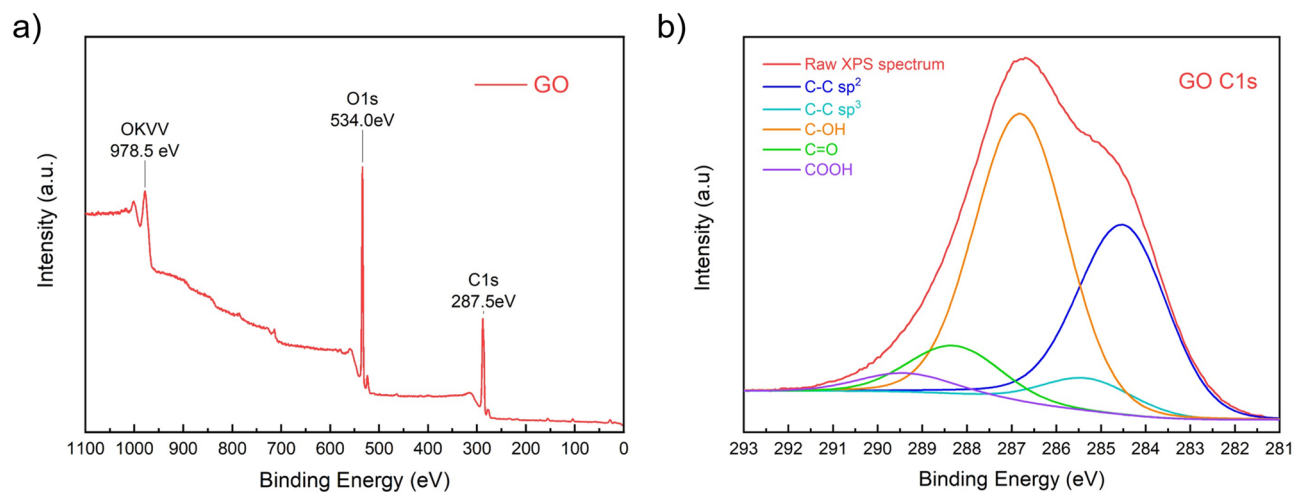 a)
GO
OKVV
978.5 eV
O1s
534.0eV
C1s
287.5eV
Intensity (a.u.)
1100 1000 900 800 700 600 500 400 300 200 100 0
Binding Energy (eV)
b)
Raw XPS spectrum
C-C sp²
C-C sp³
C-OH
C=O
COOH
GO C1s
Intensity (a.u)
293 292 291 290 289 288 287 286 285 284 283 282 281
Binding Energy (eV)